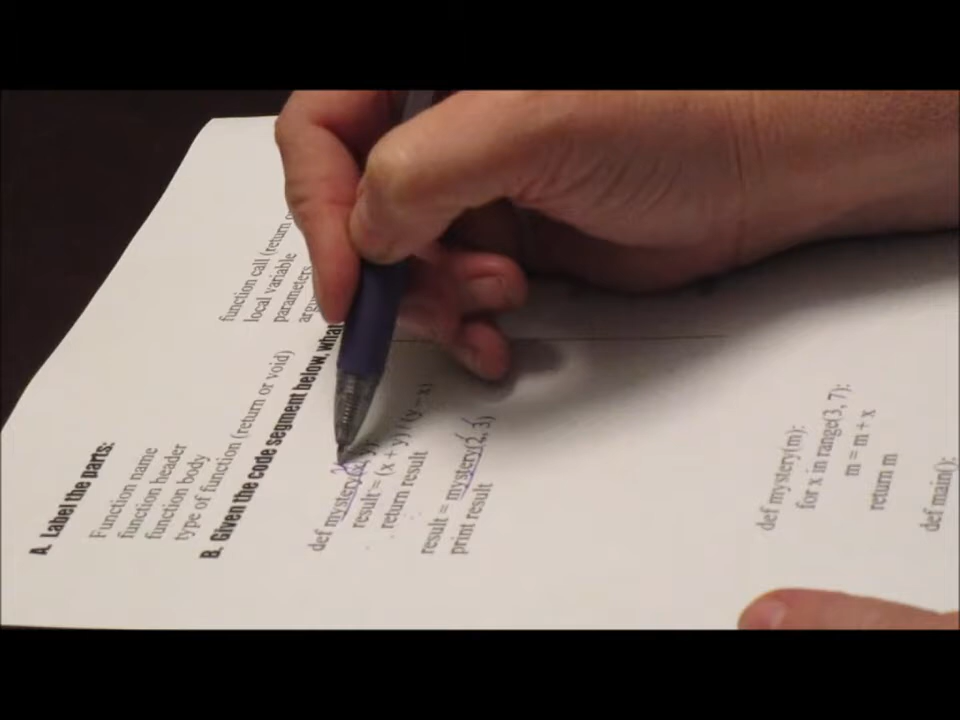 A. Label the parts:
Function name
function header
function body
type of function (return or void)
function call (return o
local variable
parameters
argu
B. Given the code segment below, what
2
def mystery(x, y):
result = (x + y) / (y - x)
return result
result = mystery(2, 3)
print result
def mystery(m):
for x in range(3, 7):
m = m + x
return m
def main():